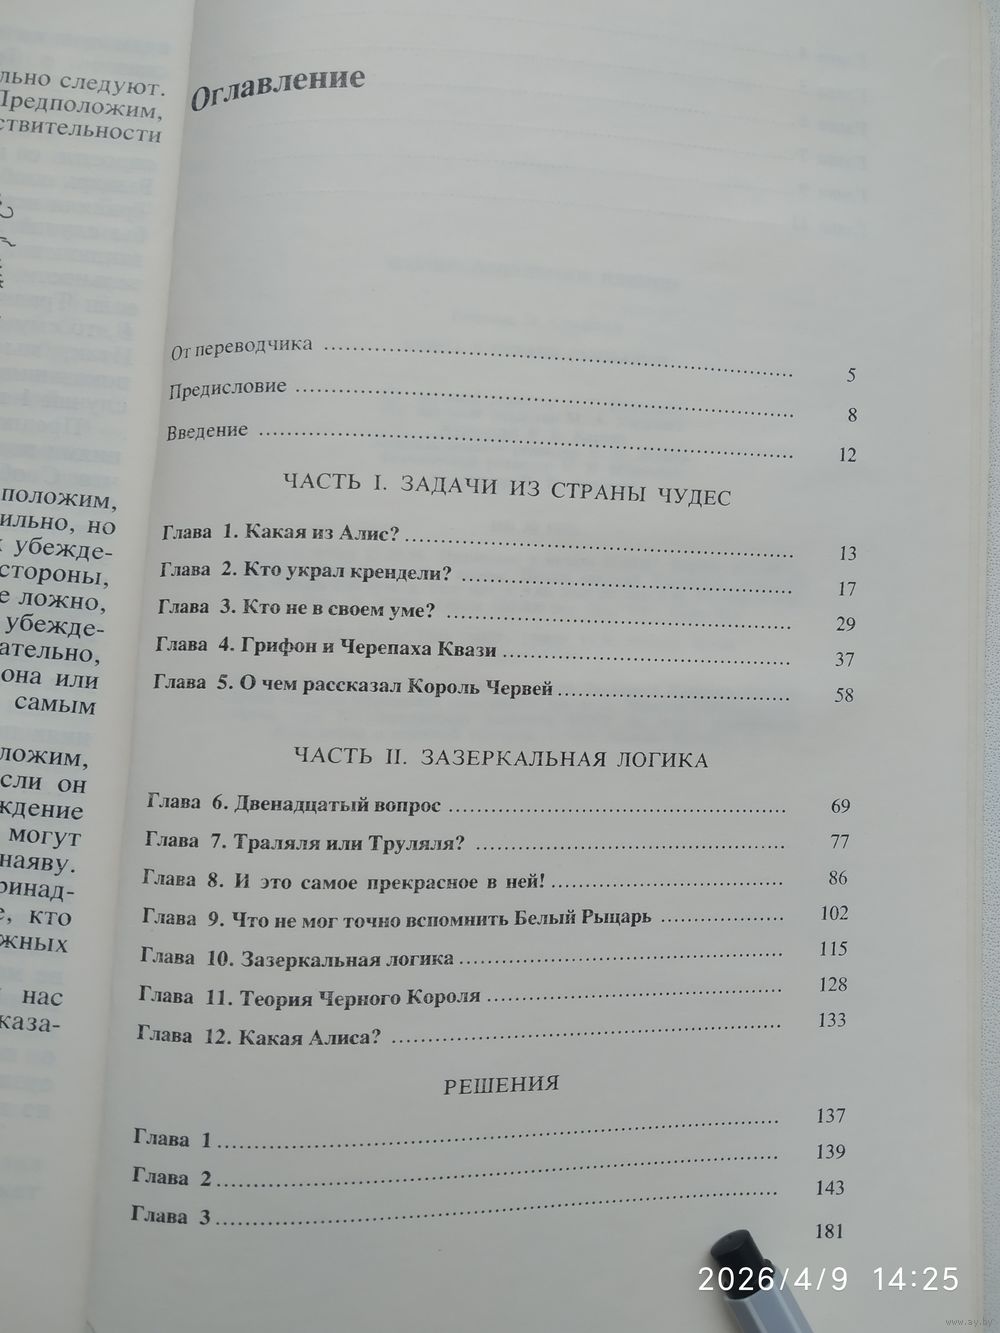 льно следуют.
Предположим,
ствительности
положим,
ильно, но
убежде-
стороны,
е ложно,
убежде-
ательно,
она или
самым
ложим,
сли он
ждение
могут
наяву.
ринад-
е, кто
жных
нас
каза-
Оглавление
От переводчика 5
Предисловие 8
Введение 12
ЧАСТЬ I. ЗАДАЧИ ИЗ СТРАНЫ ЧУДЕС
Глава 1. Какая из Алис? 13
Глава 2. Кто украл крендели? 17
Глава 3. Кто не в своем уме? 29
Глава 4. Грифон и Черепаха Квази 37
Глава 5. О чем рассказал Король Червей 58
ЧАСТЬ II. ЗАЗЕРКАЛЬНАЯ ЛОГИКА
Глава 6. Двенадцатый вопрос 69
Глава 7. Траляля или Труляля? 77
Глава 8. И это самое прекрасное в ней! 86
Глава 9. Что не мог точно вспомнить Белый Рыцарь 102
Глава 10. Зазеркальная логика 115
Глава 11. Теория Черного Короля 128
Глава 12. Какая Алиса? 133
РЕШЕНИЯ
Глава 1 137
Глава 2 139
Глава 3 143
181
2026/4/9 14:25
www.ay.by